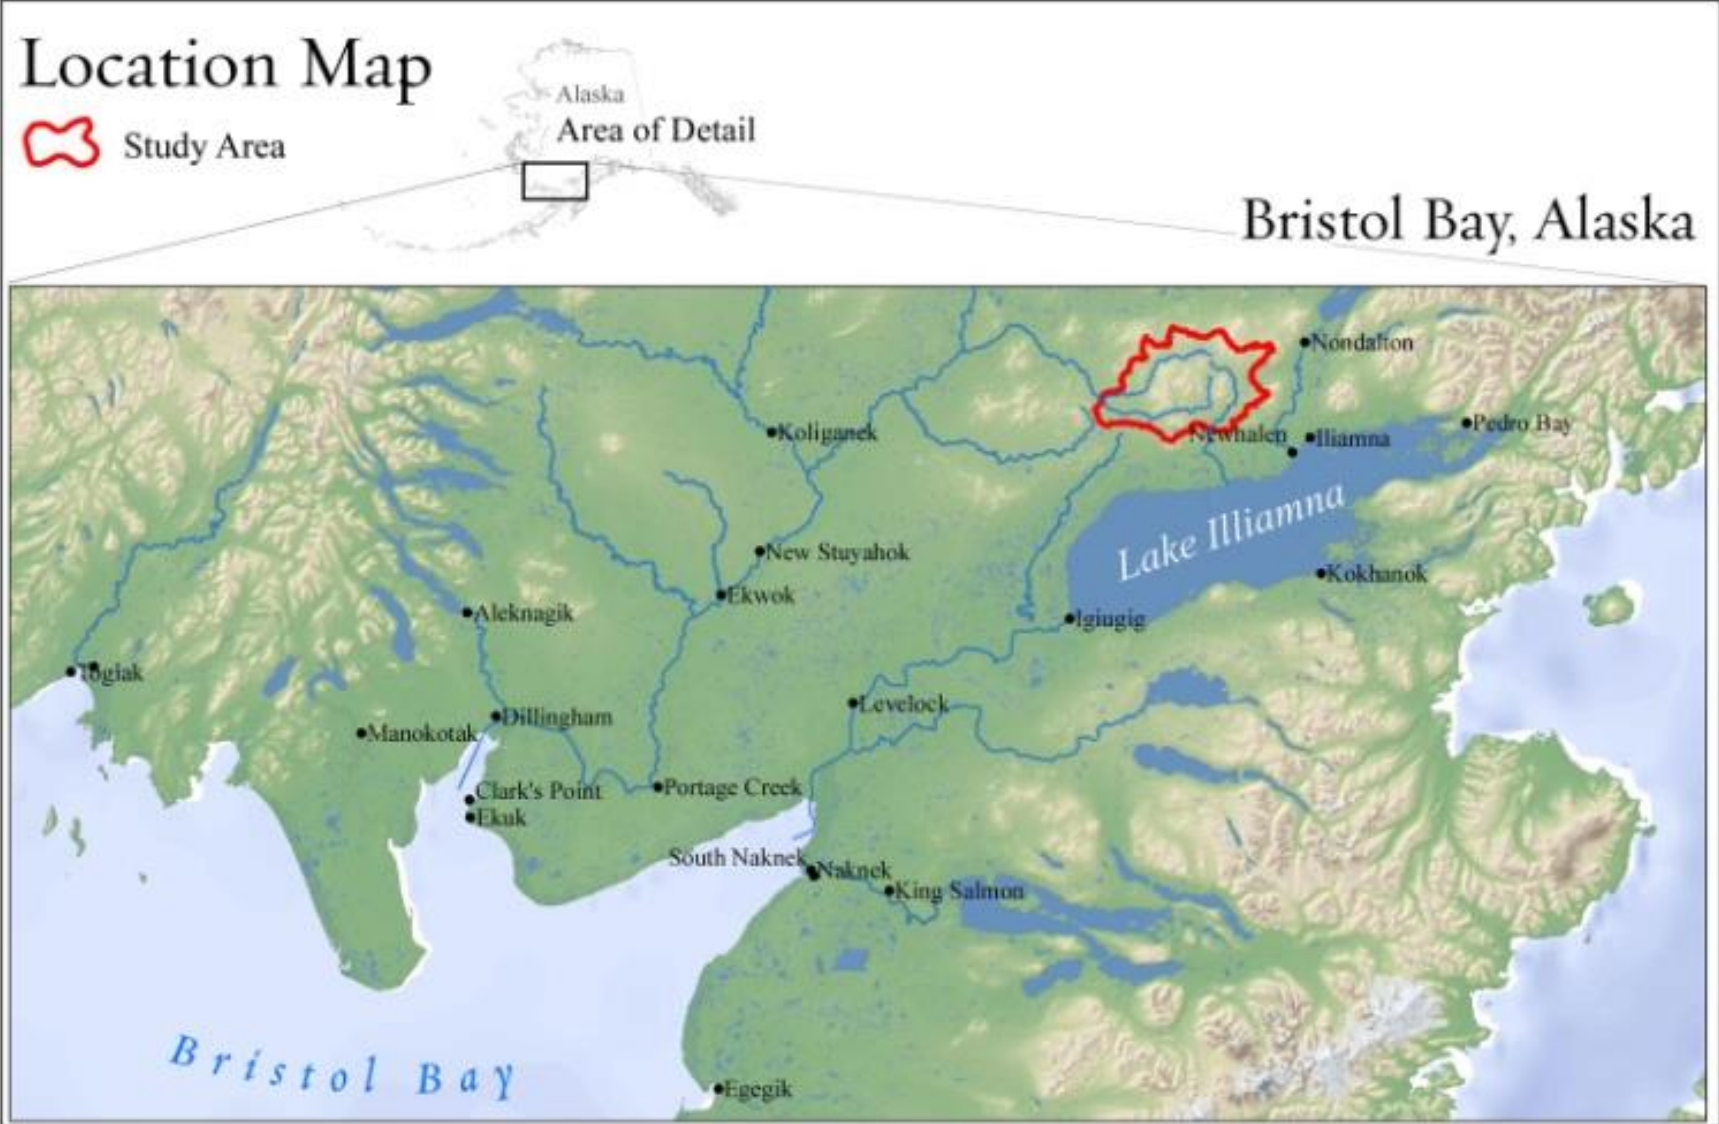 Location Map
Alaska
Area of Detail
Study Area
Bristol Bay, Alaska
Nondalton
Pedro Bay
Koliganek
Newhalen
Iliamna
Lake Illiamna
New Stuyahok
Kokhanok
Ekwok
Aleknagik
Igiugig
Togiak
Levelock
Dillingham
Manokotak
Portage Creek
Clark's Point
Ekuk
South Naknek
Naknek
King Salmon
Bristol Bay
Egegik